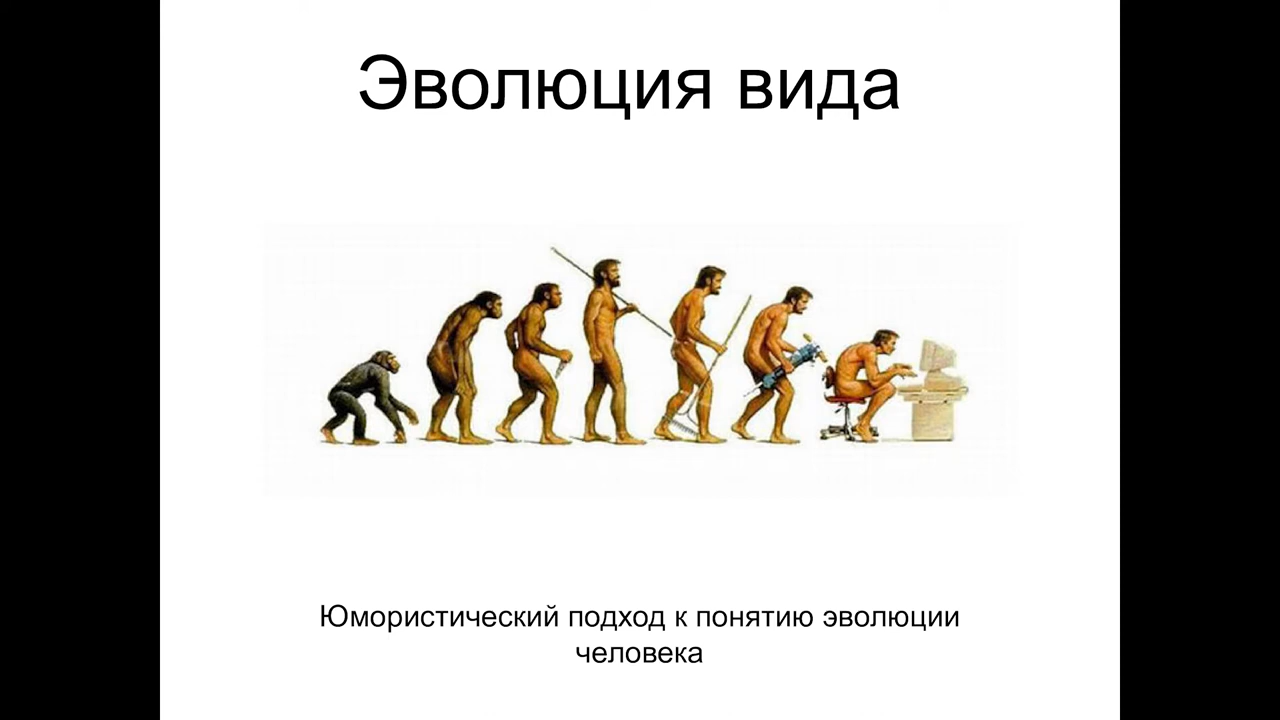 Эволюция вида
Юмористический подход к понятию эволюции
человека